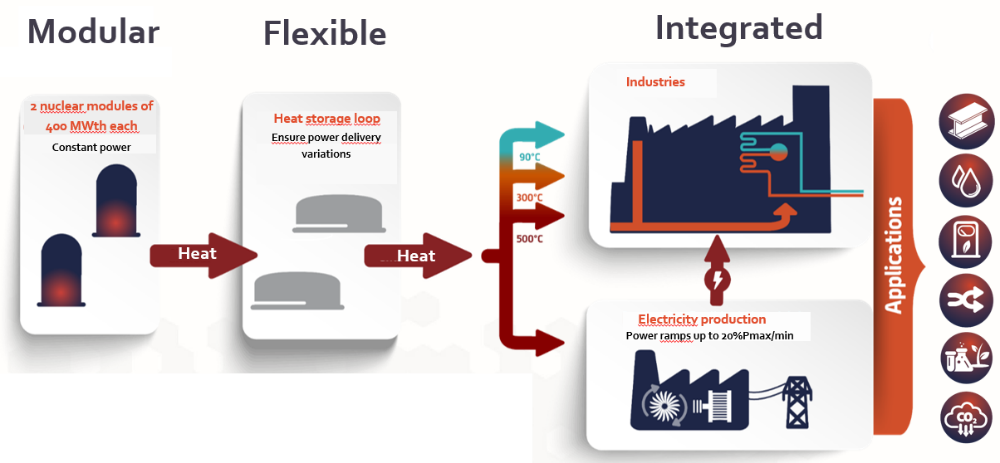 Modular
Flexible
Integrated
2 nuclear modules of
400 MWth each
Constant power
Heat
Heat storage loop
Ensure power delivery
variations
Heat
90°C
300°C
500°C
Industries
Electricity production
Power ramps up to 20%Pmax/min
Applications
CO₂